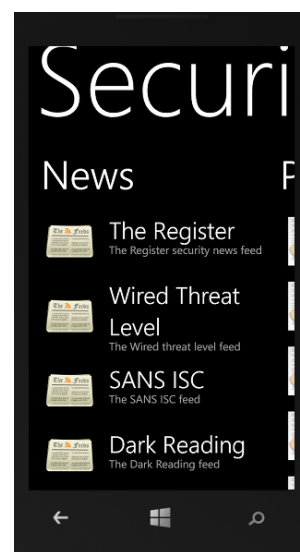 Securi
News
P
The Register
The Register security news feed
Wired Threat
Level
The Wired threat level feed
SANS ISC
The SANS ISC feed
Dark Reading
The Dark Reading feed